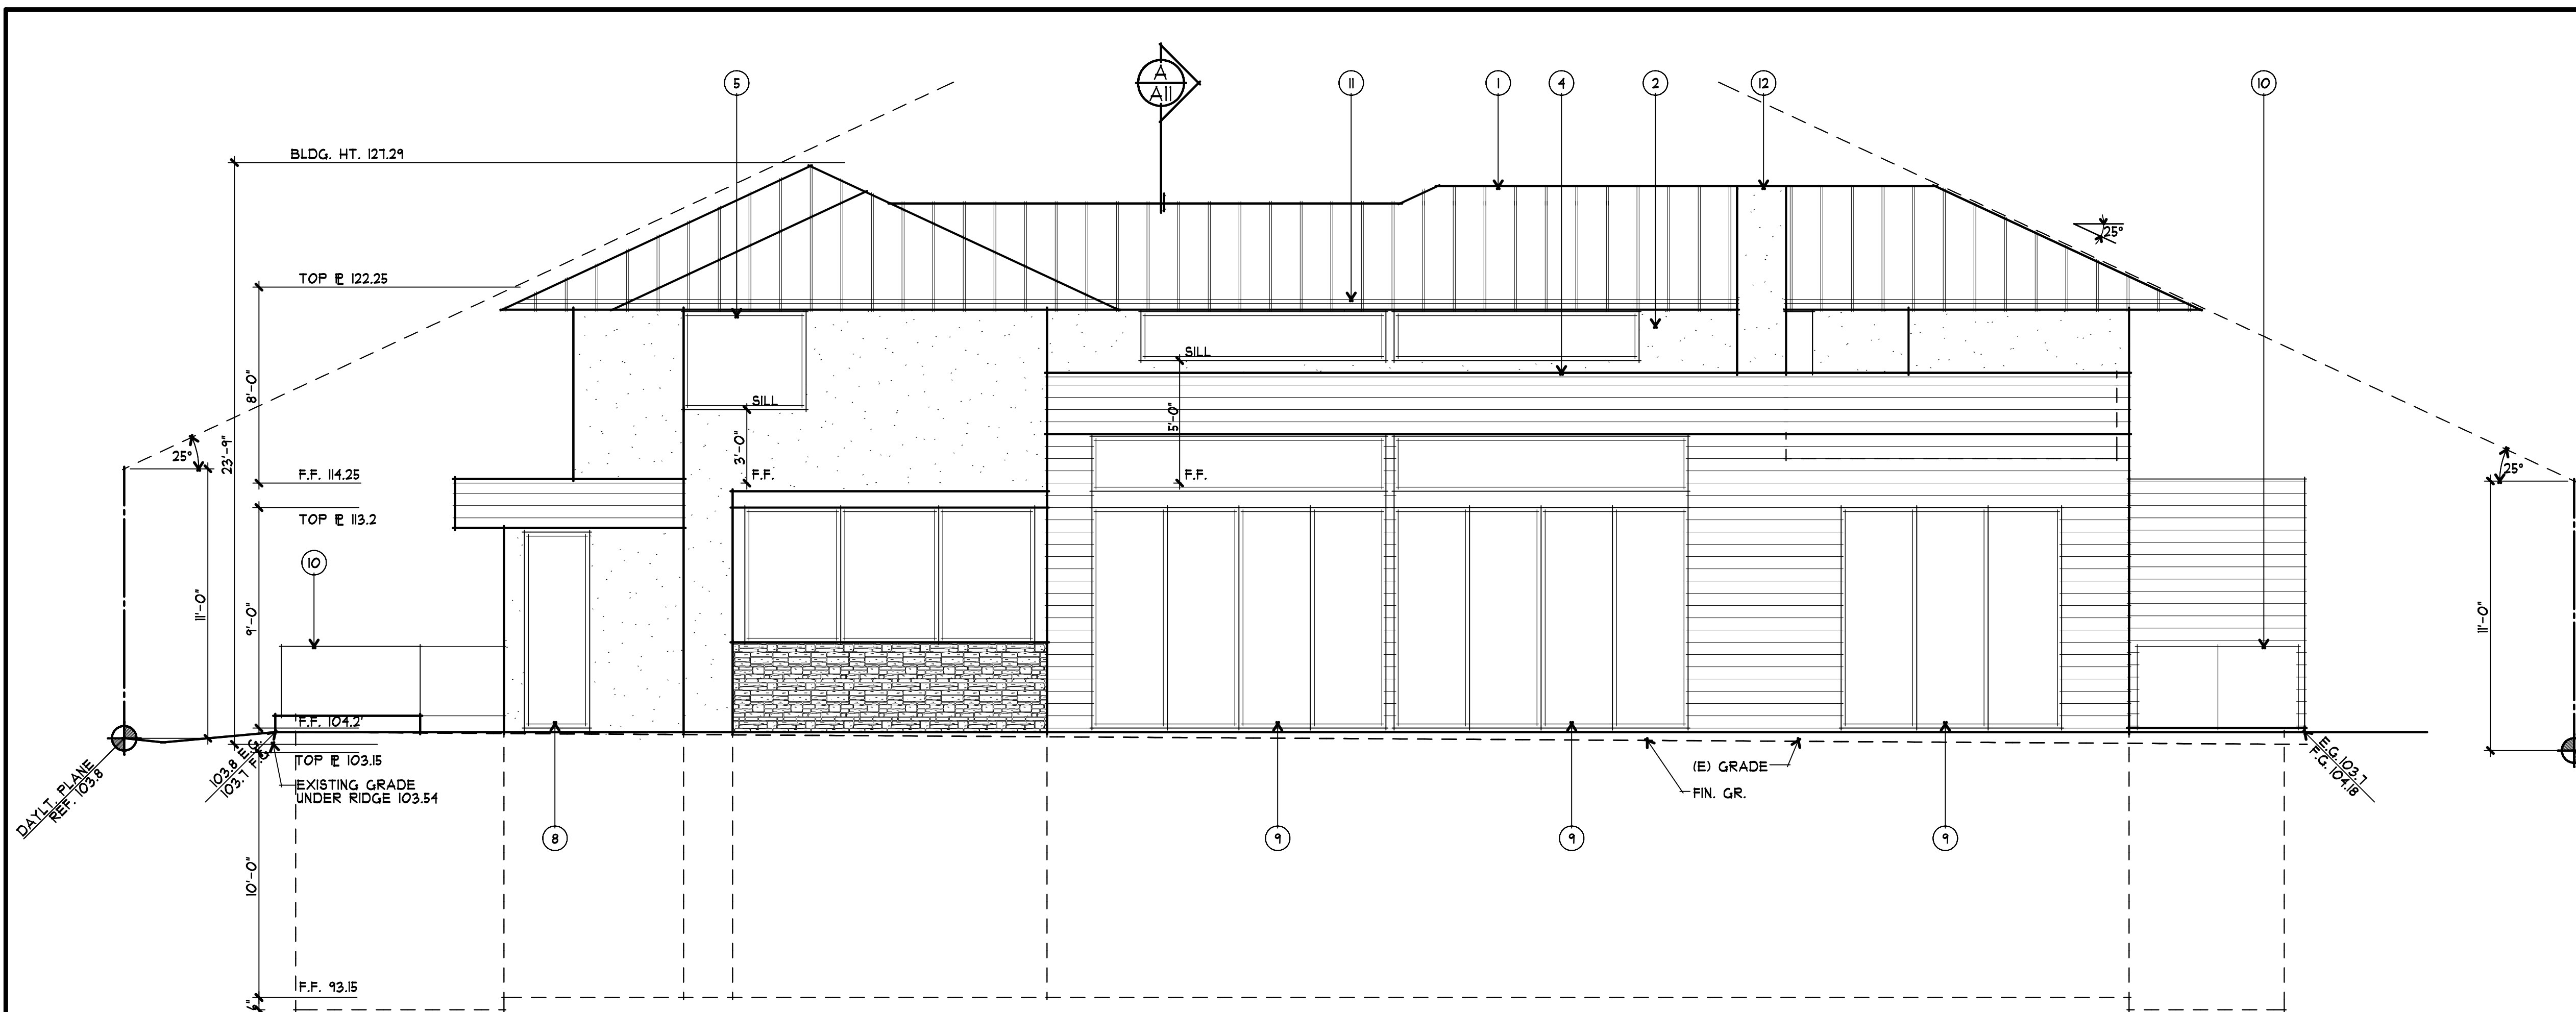 5
A
A11
11
1
4
2
12
10
BLDG. HT. 127.29
25°
TOP PL 122.25
SILL
8'-0"
23'-9"
SILL
5'-0"
25°
3'-0"
F.F. 114.25
F.F.
F.F.
25°
TOP PL 113.2
10
11'-0"
9'-0"
11'-0"
F.F. 104.2'
103.8 E.G.
103.7 F.G.
TOP PL 103.15
EXISTING GRADE
UNDER RIDGE 103.54
DAYLT. PLANE
REF. 103.8
(E) GRADE
FIN. GR.
E.G. 103.7
F.G. 104.18
8
9
9
9
10'-0"
F.F. 93.15
6"